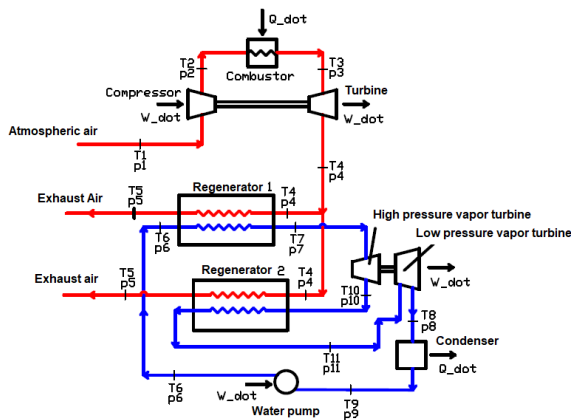 Q_dot
T2
p2
T3
p3
Combustor
Compressor
Turbine
W_dot
W_dot
Atmospheric air
T1
p1
T4
p4
Exhaust Air
T5
p5
Regenerator 1
T4
p4
High pressure vapor turbine
T6
p6
T7
p7
Low pressure vapor turbine
Exhaust air
T5
p5
Regenerator 2
T4
p4
T10
p10
W_dot
T8
p8
T11
p11
Condenser
Q_dot
T6
p6
W_dot
Water pump
T9
p9